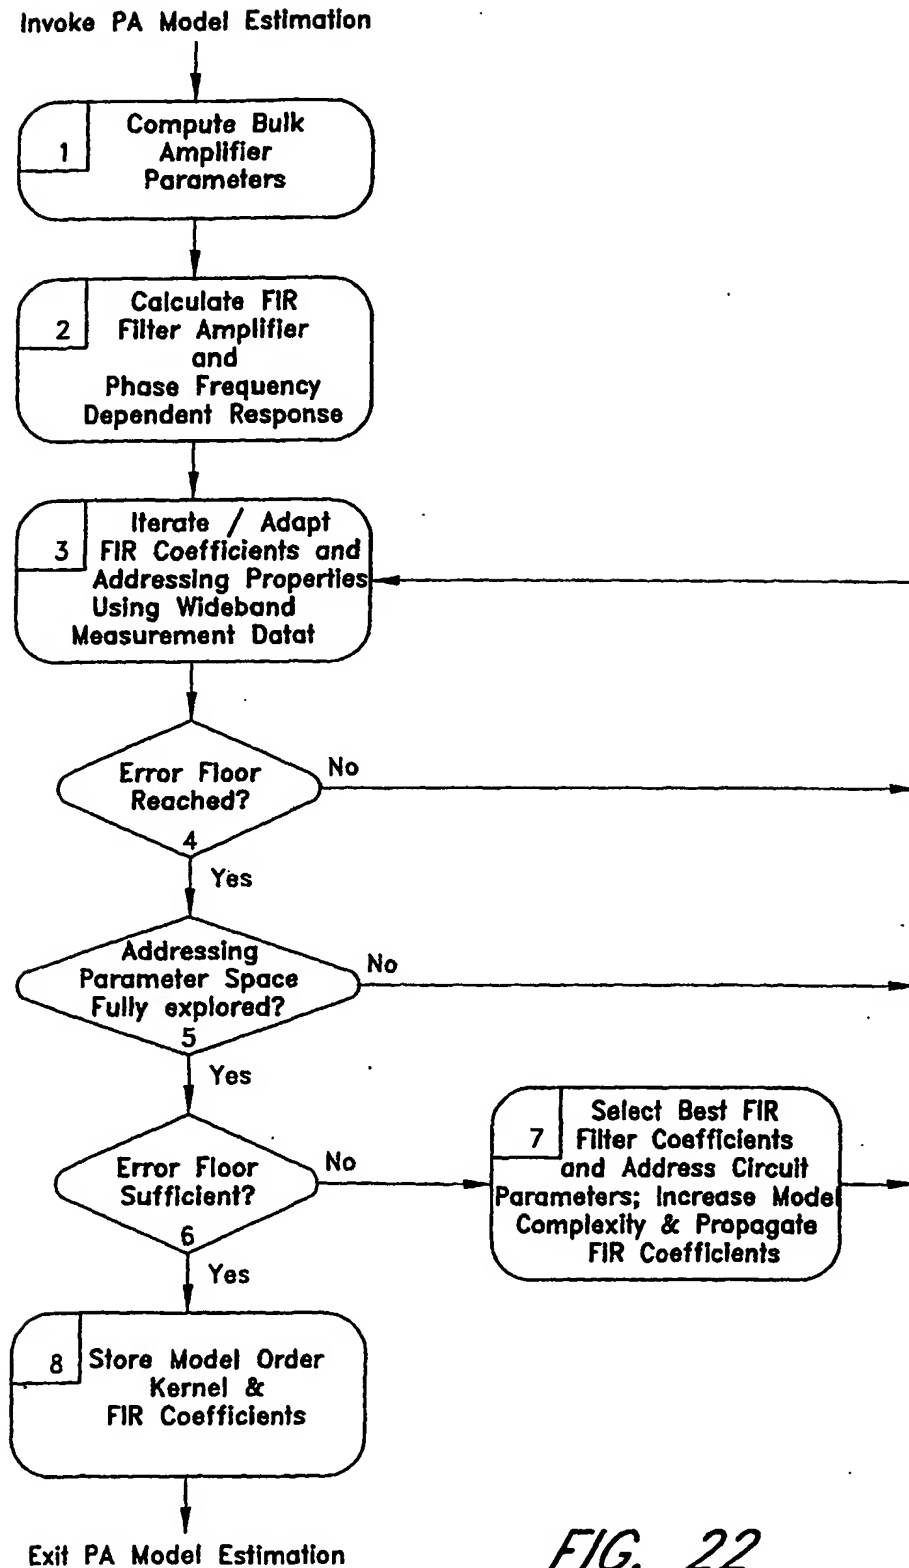 Invoke PA Model Estimation
1
Compute Bulk
Amplifier
Parameters
2
Calculate FIR
Filter Amplifier
and
Phase Frequency
Dependent Response
3
Iterate / Adapt
FIR Coefficients and
Addressing Properties
Using Wideband
Measurement Datat
Error Floor
Reached?
4
No
Yes
Addressing
Parameter Space
Fully explored?
5
No
Yes
Error Floor
Sufficient?
6
No
Yes
7
Select Best FIR
Filter Coefficients
and Address Circuit
Parameters; Increase Model
Complexity & Propagate
FIR Coefficients
8
Store Model Order
Kernel &
FIR Coefficients
Exit PA Model Estimation
FIG. 22